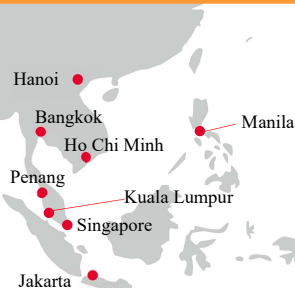 Hanoi
Bangkok
Manila
Ho Chi Minh
Penang
Kuala Lumpur
Singapore
Jakarta